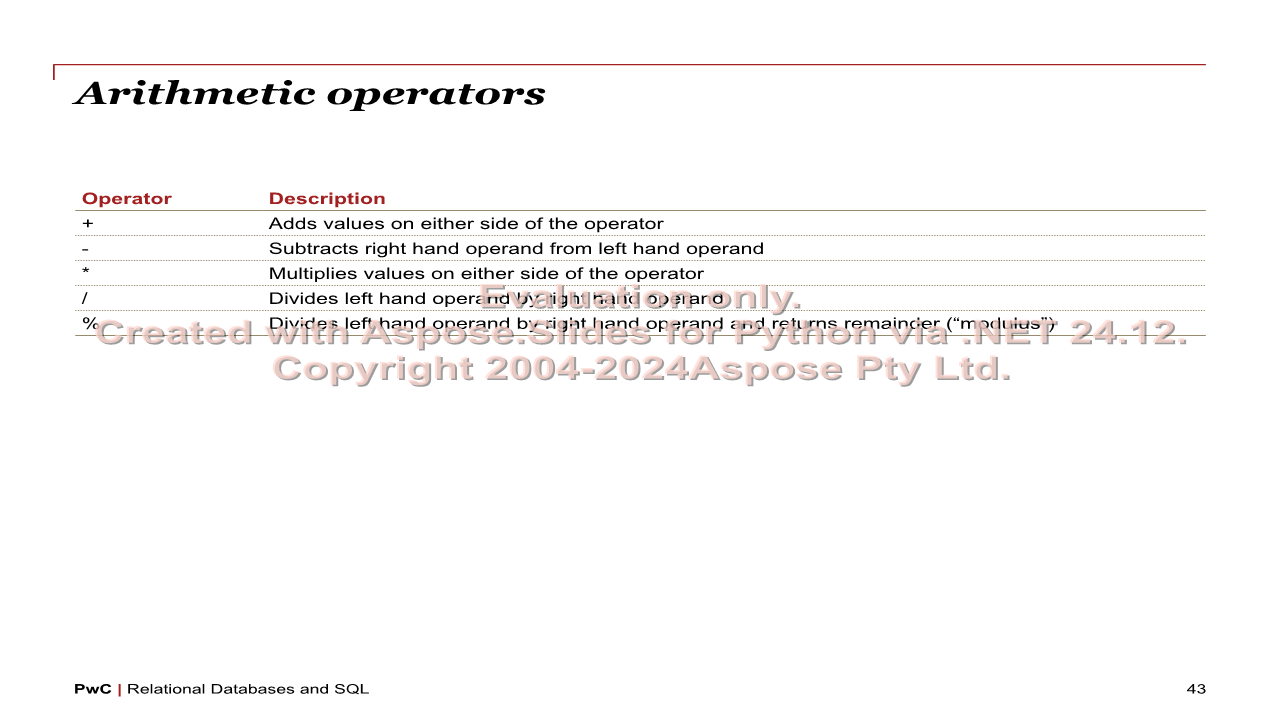 Arithmetic operators
Operator Description
+ Adds values on either side of the operator
- Subtracts right hand operand from left hand operand
* Multiplies values on either side of the operator
/ Divides left hand operand by right hand operand
% Divides left hand operand by right hand operand and returns remainder (“modulus”)
Evaluation only.
Created with Aspose.Slides for Python via .NET 24.12.
Copyright 2004-2024Aspose Pty Ltd.
PwC | Relational Databases and SQL 43